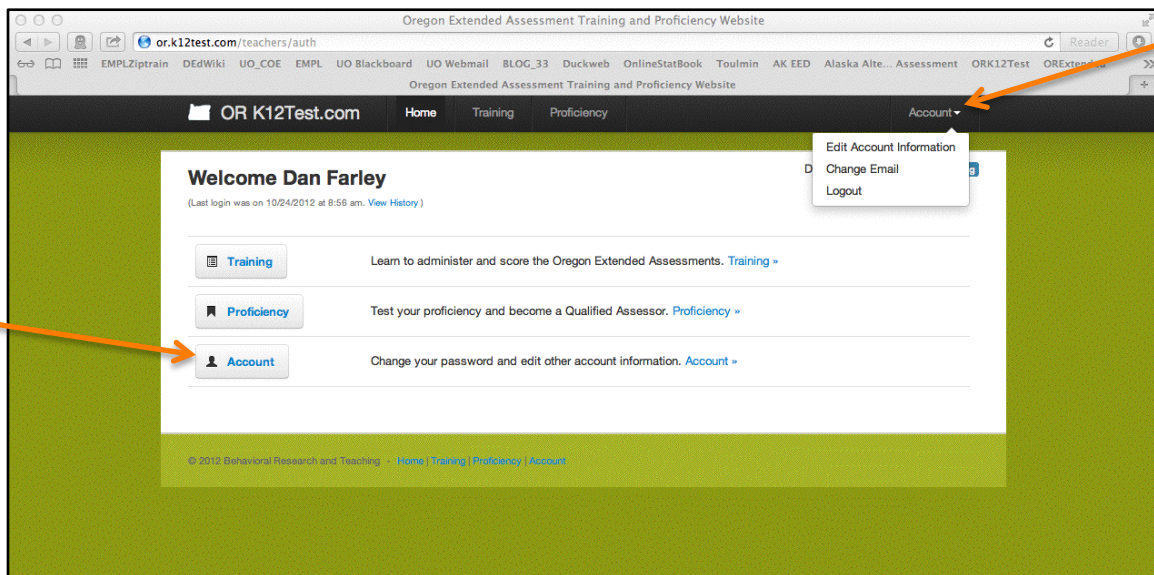 Oregon Extended Assessment Training and Proficiency Website
or.k12test.com/teachers/auth
Reader
EMPLZiptrain DEdWiki UO_COE EMPL UO Blackboard UO Webmail BLOG_33 Duckweb OnlineStatBook Toulmin AK EED Alaska Alte... Assessment ORK12Test ORExtended
Oregon Extended Assessment Training and Proficiency Website
OR K12Test.com Home Training Proficiency Account
Edit Account Information
Change Email
Logout
Welcome Dan Farley
(Last login was on 10/24/2012 at 8:56 am. View History )
Training Learn to administer and score the Oregon Extended Assessments. Training »
Proficiency Test your proficiency and become a Qualified Assessor. Proficiency »
Account Change your password and edit other account information. Account »
© 2012 Behavioral Research and Teaching - Home | Training | Proficiency | Account